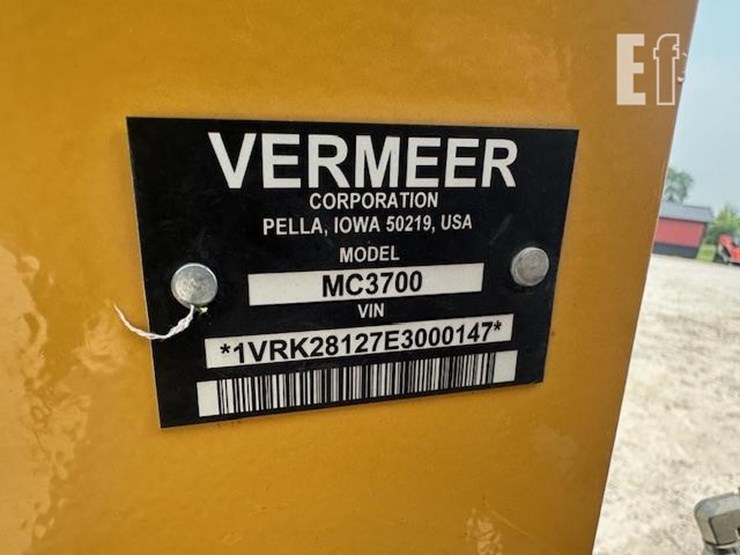 Ef
VERMEER
CORPORATION
PELLA, IOWA 50219, USA
MODEL
MC3700
VIN
*1VRK28127E3000147*